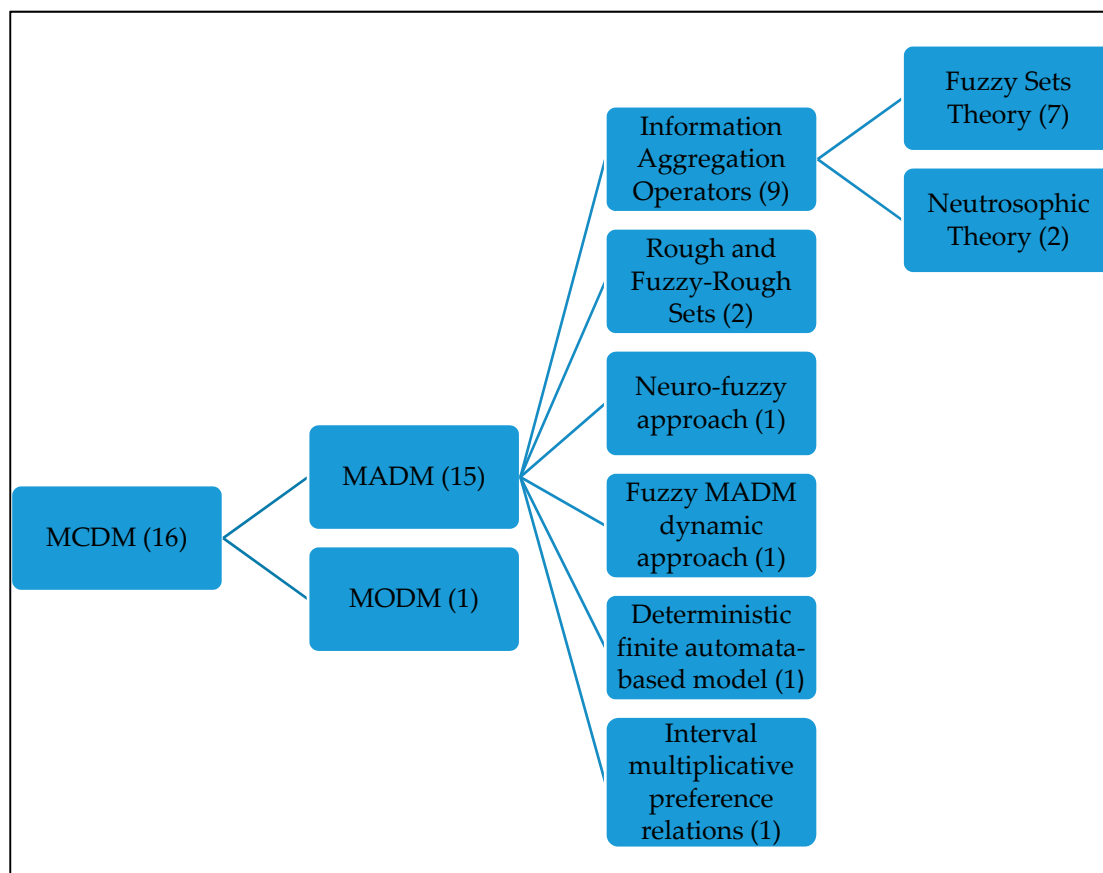 MCDM (16)
MADM (15)
MODM (1)
Information
Aggregation
Operators (9)
Rough and
Fuzzy-Rough
Sets (2)
Neuro-fuzzy
approach (1)
Fuzzy MADM
dynamic
approach (1)
Deterministic
finite automata-
based model (1)
Interval
multiplicative
preference
relations (1)
Fuzzy Sets
Theory (7)
Neutrosophic
Theory (2)